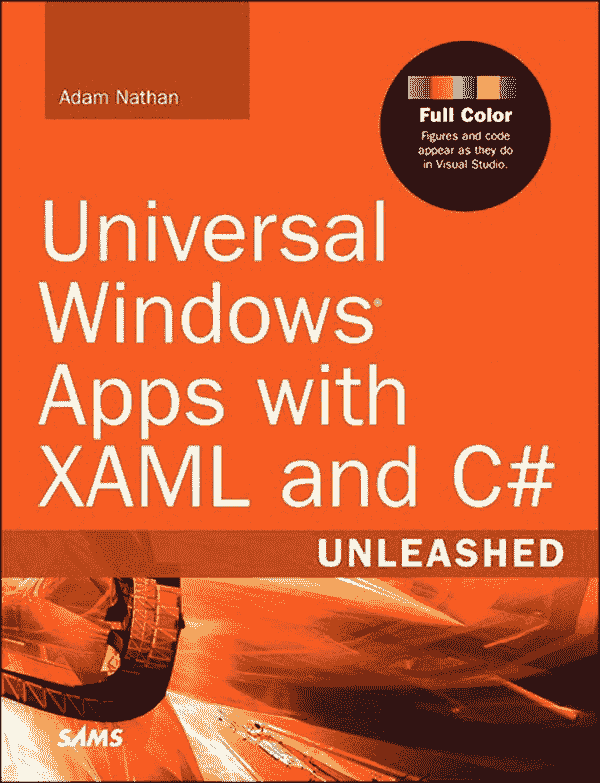 Adam Nathan
Full Color
Figures and code
appear as they do
in Visual Studio.
Universal
Windows®
Apps with
XAML and C#
UNLEASHED
SAMS